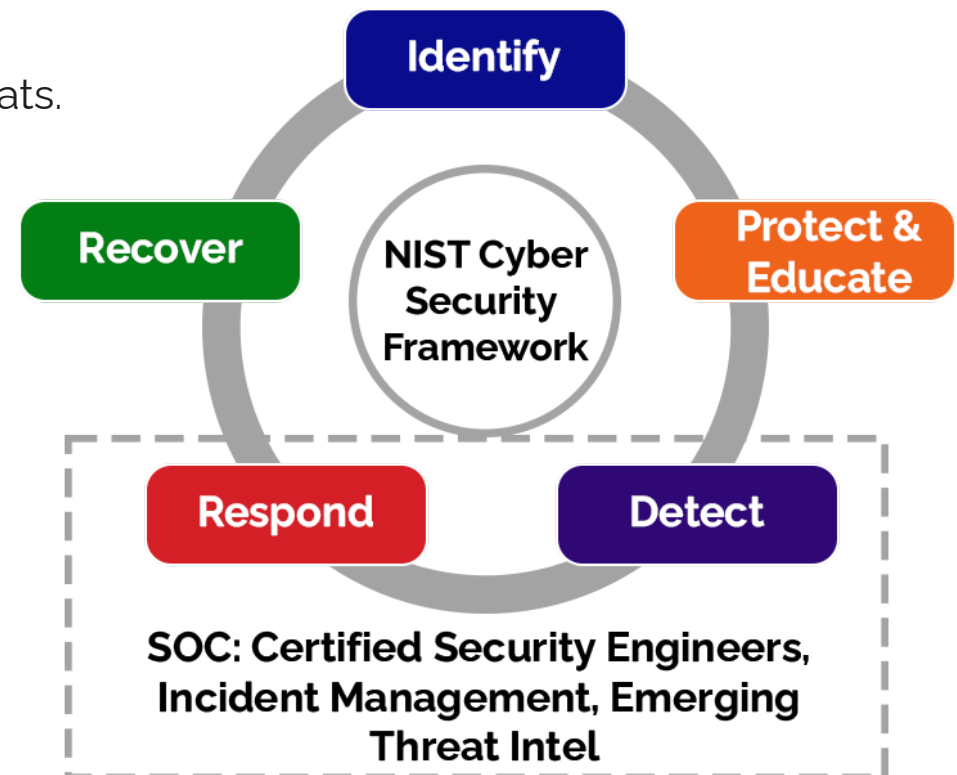 Identify
ats.
Recover
Protect &
Educate
NIST Cyber
Security
Framework
Respond
Detect
SOC: Certified Security Engineers,
Incident Management, Emerging
Threat Intel